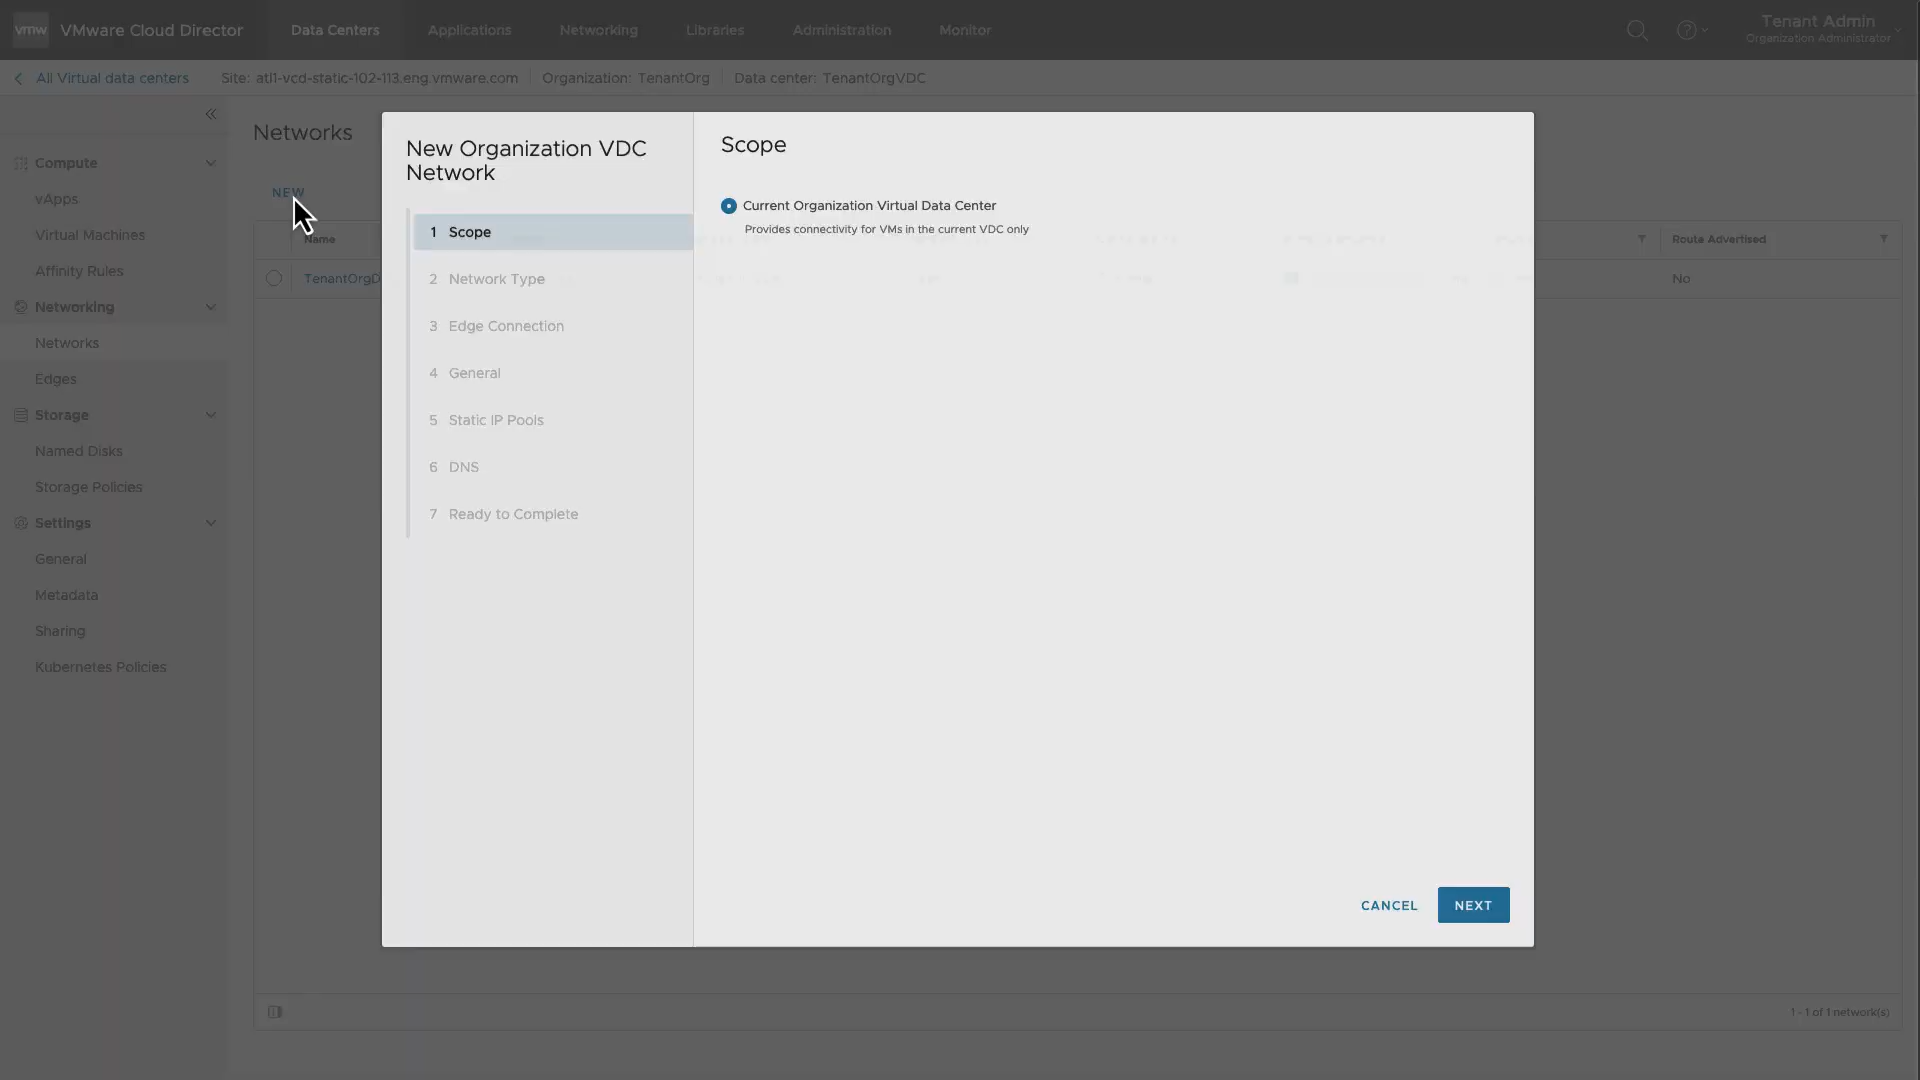 vmw VMware Cloud Director
Data Centers
Applications
Networking
Libraries
Administration
Monitor
Tenant Admin
Organization Administrator
All Virtual data centers
Site: atl1-vcd-static-102-113.eng.vmware.com
Organization: TenantOrg
Data center: TenantOrgVDC
Compute
vApps
Virtual Machines
Affinity Rules
Networking
Networks
Edges
Storage
Named Disks
Storage Policies
Settings
General
Metadata
Sharing
Kubernetes Policies
Networks
NEW
Name
Route Advertised
TenantOrgD
No
New Organization VDC
Network
1 Scope
2 Network Type
3 Edge Connection
4 General
5 Static IP Pools
6 DNS
7 Ready to Complete
Scope
Current Organization Virtual Data Center
Provides connectivity for VMs in the current VDC only
CANCEL
NEXT
1 - 1 of 1 network(s)